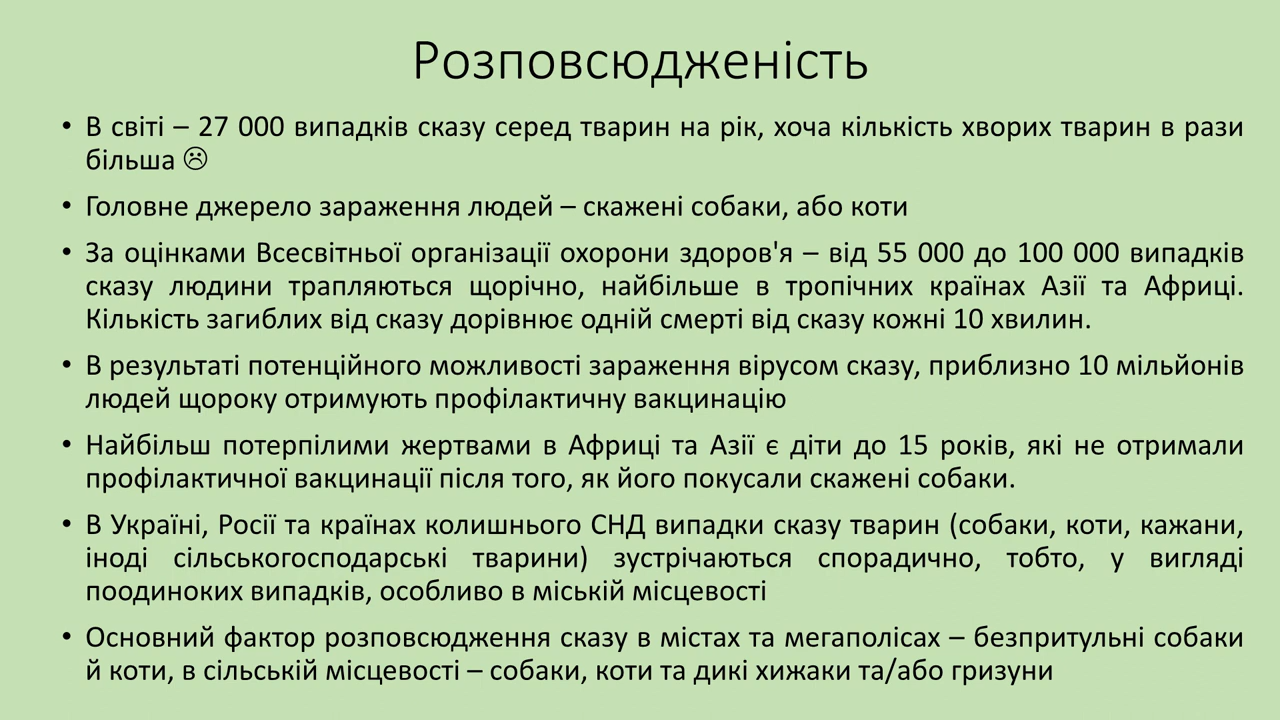 Розповсюдженість
• В світі – 27 000 випадків сказу серед тварин на рік, хоча кількість хворих тварин в рази
більша ☹
• Головне джерело зараження людей – скажені собаки, або коти
• За оцінками Всесвітньої організації охорони здоров'я – від 55 000 до 100 000 випадків
сказу людини трапляються щорічно, найбільше в тропічних країнах Азії та Африці.
Кількість загиблих від сказу дорівнює одній смерті від сказу кожні 10 хвилин.
• В результаті потенційного можливості зараження вірусом сказу, приблизно 10 мільйонів
людей щороку отримують профілактичну вакцинацію
• Найбільш потерпілими жертвами в Африці та Азії є діти до 15 років, які не отримали
профілактичної вакцинації після того, як його покусали скажені собаки.
• В Україні, Росії та країнах колишнього СНД випадки сказу тварин (собаки, коти, кажани,
іноді сільськогосподарські тварини) зустрічаються спорадично, тобто, у вигляді
поодиноких випадків, особливо в міській місцевості
• Основний фактор розповсюдження сказу в містах та мегаполісах – безпритульні собаки
й коти, в сільській місцевості – собаки, коти та дикі хижаки та/або гризуни